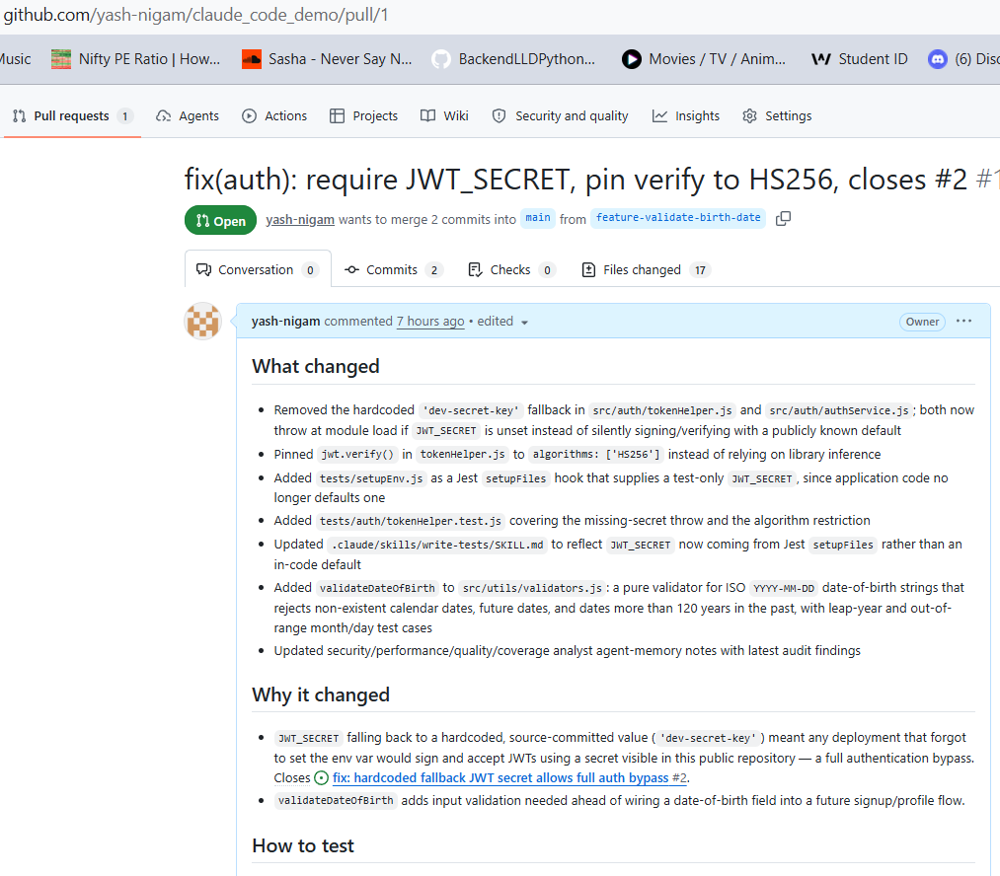 github.com/yash-nigam/claude_code_demo/pull/1
Music Nifty PE Ratio | How... Sasha - Never Say N... BackendLLDPython... Movies / TV / Anim... Student ID (6) Disc
Pull requests 1 Agents Actions Projects Wiki Security and quality Insights Settings
fix(auth): require JWT_SECRET, pin verify to HS256, closes #2 #1
Open yash-nigam wants to merge 2 commits into main from feature-validate-birth-date
Conversation 0 Commits 2 Checks 0 Files changed 17
yash-nigam commented 7 hours ago • edited Owner
What changed
• Removed the hardcoded 'dev-secret-key' fallback in src/auth/tokenHelper.js and src/auth/authService.js; both now
throw at module load if JWT_SECRET is unset instead of silently signing/verifying with a publicly known default
• Pinned jwt.verify() in tokenHelper.js to algorithms: ['HS256'] instead of relying on library inference
• Added tests/setupEnv.js as a Jest setupFiles hook that supplies a test-only JWT_SECRET, since application code no
longer defaults one
• Added tests/auth/tokenHelper.test.js covering the missing-secret throw and the algorithm restriction
• Updated .claude/skills/write-tests/SKILL.md to reflect JWT_SECRET now coming from Jest setupFiles rather than an
in-code default
• Added validateDateOfBirth to src/utils/validators.js: a pure validator for ISO YYYY-MM-DD date-of-birth strings that
rejects non-existent calendar dates, future dates, and dates more than 120 years in the past, with leap-year and out-of-
range month/day test cases
• Updated security/performance/quality/coverage analyst agent-memory notes with latest audit findings
Why it changed
• JWT_SECRET falling back to a hardcoded, source-committed value ('dev-secret-key') meant any deployment that forgot
to set the env var would sign and accept JWTs using a secret visible in this public repository — a full authentication bypass.
Closes fix: hardcoded fallback JWT secret allows full auth bypass #2.
• validateDateOfBirth adds input validation needed ahead of wiring a date-of-birth field into a future signup/profile flow.
How to test